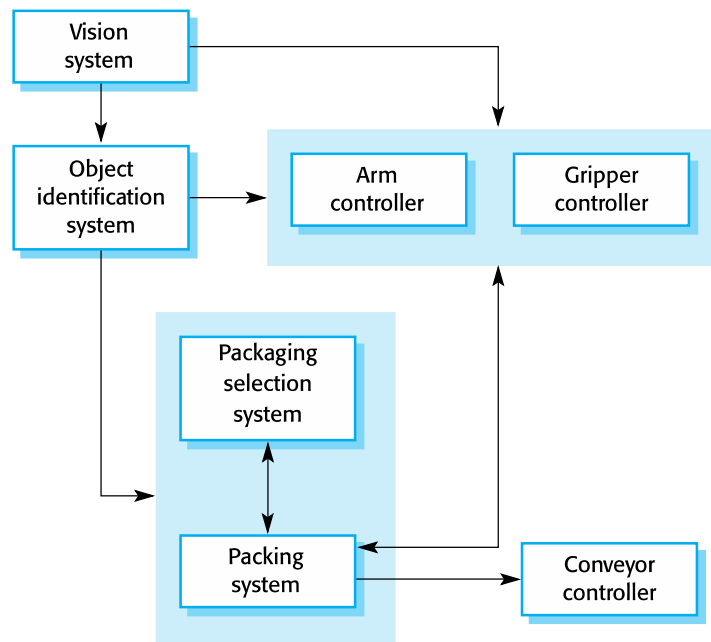 Vision
system
Object
identification
system
Arm
controller
Gripper
controller
Packaging
selection
system
Packing
system
Conveyor
controller